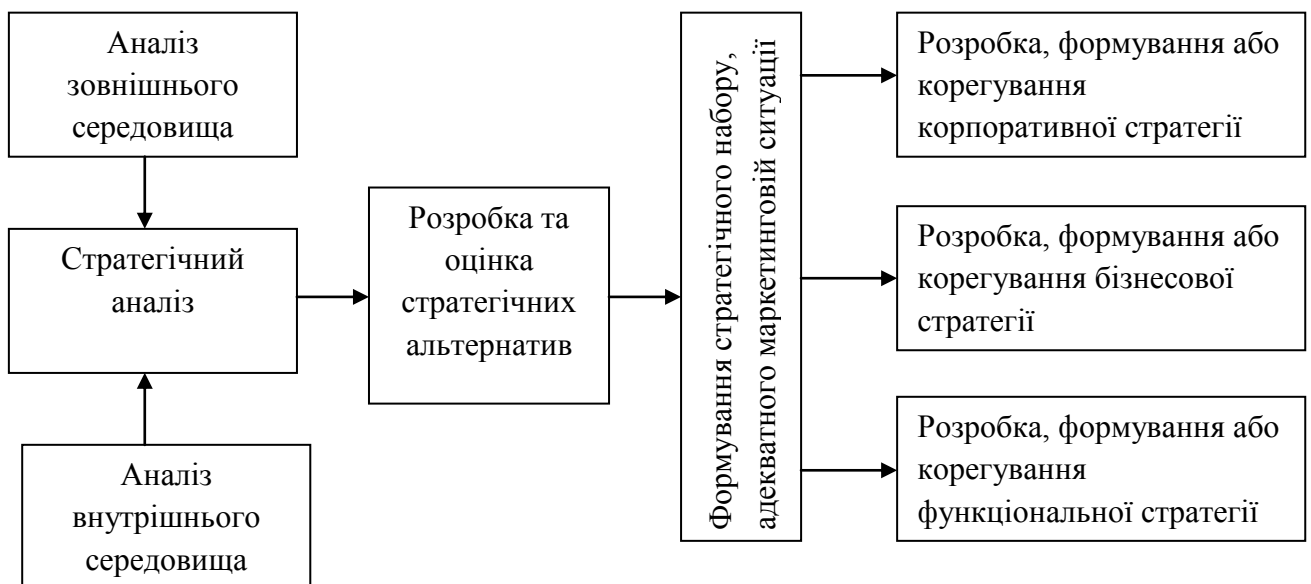 Аналіз
зовнішнього
середовища
Стратегічний
аналіз
Аналіз
внутрішнього
середовища
Розробка та
оцінка
стратегічних
альтернатив
Формування стратегічного набору,
адекватного маркетинговій ситуації
Розробка, формування або
корегування
корпоративної стратегії
Розробка, формування або
корегування бізнесової
стратегії
Розробка, формування або
корегування
функціональної стратегії